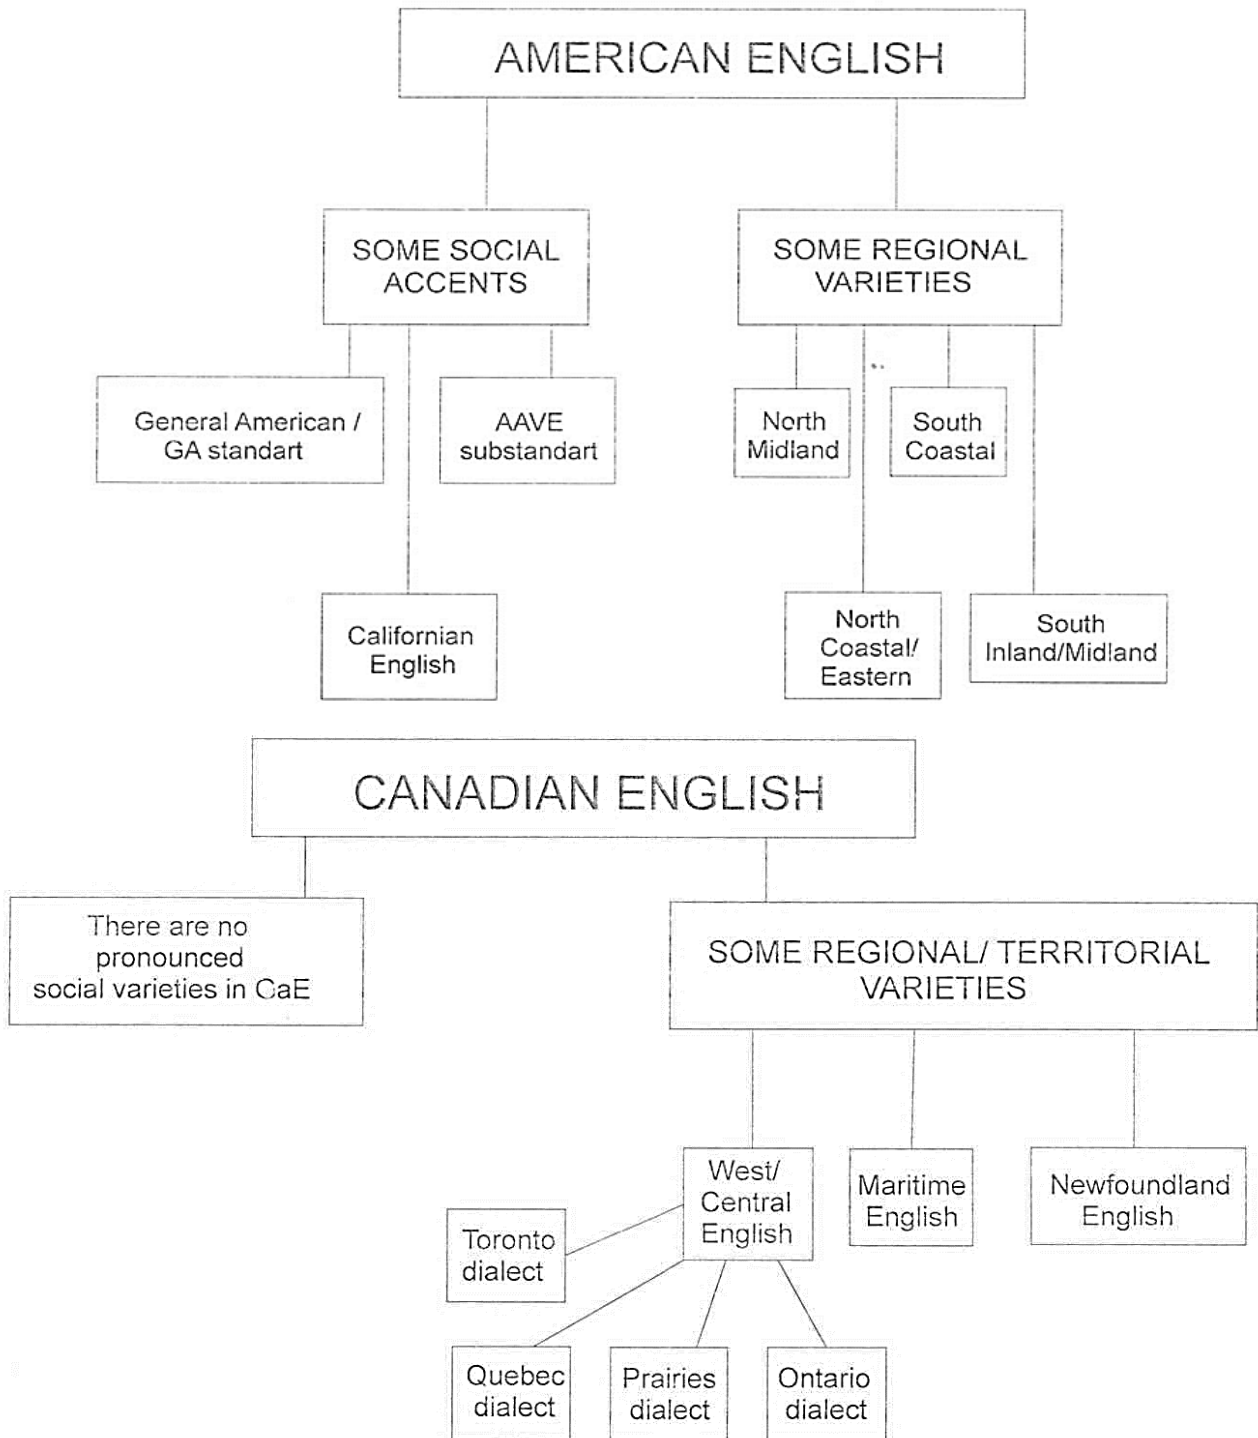 AMERICAN ENGLISH
SOME SOCIAL
ACCENTS
SOME REGIONAL
VARIETIES
General American /
GA standart
AAVE
substandart
North
Midland
South
Coastal
Californian
English
North
Coastal/
Eastern
South
Inland/Midland
CANADIAN ENGLISH
There are no
pronounced
social varieties in CaE
SOME REGIONAL/ TERRITORIAL
VARIETIES
West/
Central
English
Maritime
English
Newfoundland
English
Toronto
dialect
Quebec
dialect
Prairies
dialect
Ontario
dialect